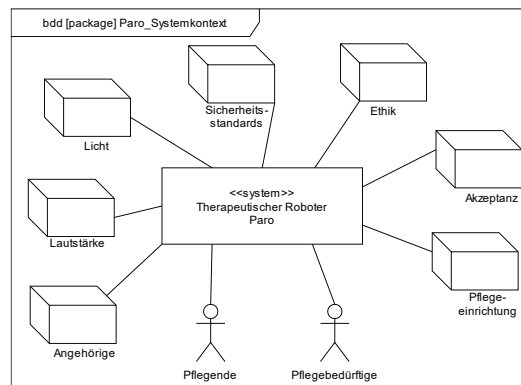 bdd [package] Paro_Systemkontext
Sicherheits-
standards
Ethik
Licht
Akzeptanz
<<system>>
Therapeutischer Roboter
Paro
Lautstärke
Pflege-
einrichtung
Angehörige
Pflegende
Pflegebedürftige